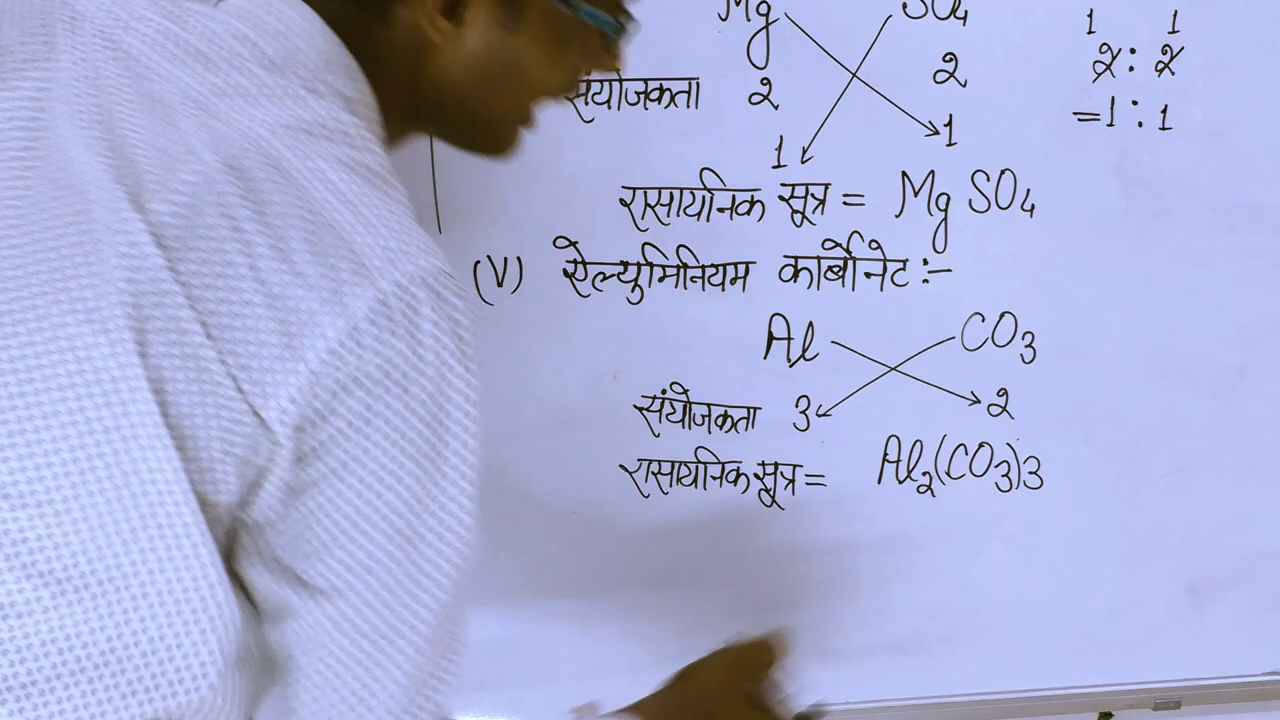 Mg SO4 1 1
संयोजकता 2 2 2 : 2
1 1 =1 : 1
रासायनिक सूत्र = MgSO4
(V) ऐल्युमिनियम कार्बोनेट :-
Al CO3
संयोजकता 3 2
रासायनिक सूत्र = Al2(CO3)3